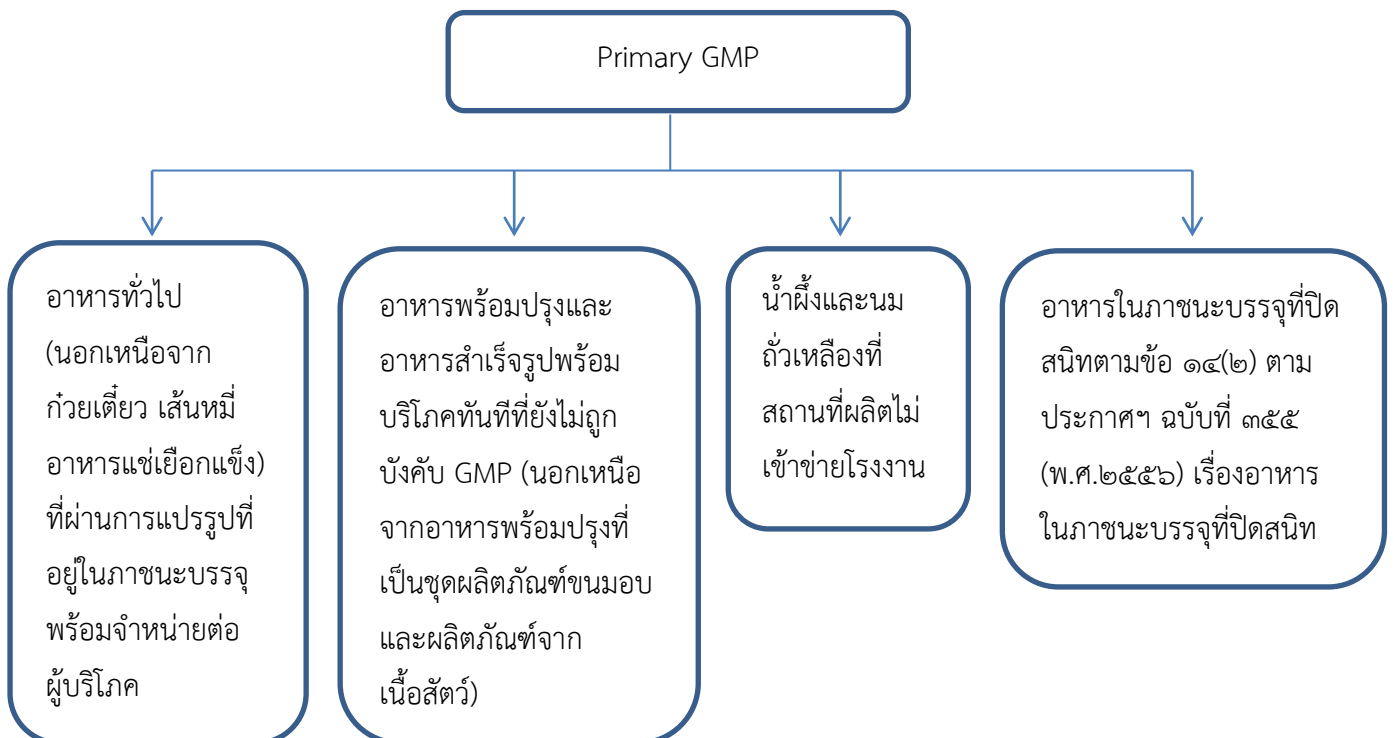 Primary GMP
อาหารทั่วไป
(นอกเหนือจาก
ก๋วยเตี๋ยว เส้นหมี่
อาหารแช่เยือกแข็ง)
ที่ผ่านการแปรรูปที่
อยู่ในภาชนะบรรจุ
พร้อมจำหน่ายต่อ
ผู้บริโภค
อาหารพร้อมปรุงและ
อาหารสำเร็จรูปพร้อม
บริโภคทันทีที่ยังไม่ถูก
บังคับ GMP (นอกเหนือ
จากอาหารพร้อมปรุงที่
เป็นชุดผลิตภัณฑ์ขนมอบ
และผลิตภัณฑ์จาก
เนื้อสัตว์)
น้ำผึ้งและนม
ถั่วเหลืองที่
สถานที่ผลิตไม่
เข้าข่ายโรงงาน
อาหารในภาชนะบรรจุที่ปิด
สนิทตามข้อ ๑๔(๒) ตาม
ประกาศฯ ฉบับที่ ๓๕๕
(พ.ศ.๒๕๕๖) เรื่องอาหาร
ในภาชนะบรรจุที่ปิดสนิท